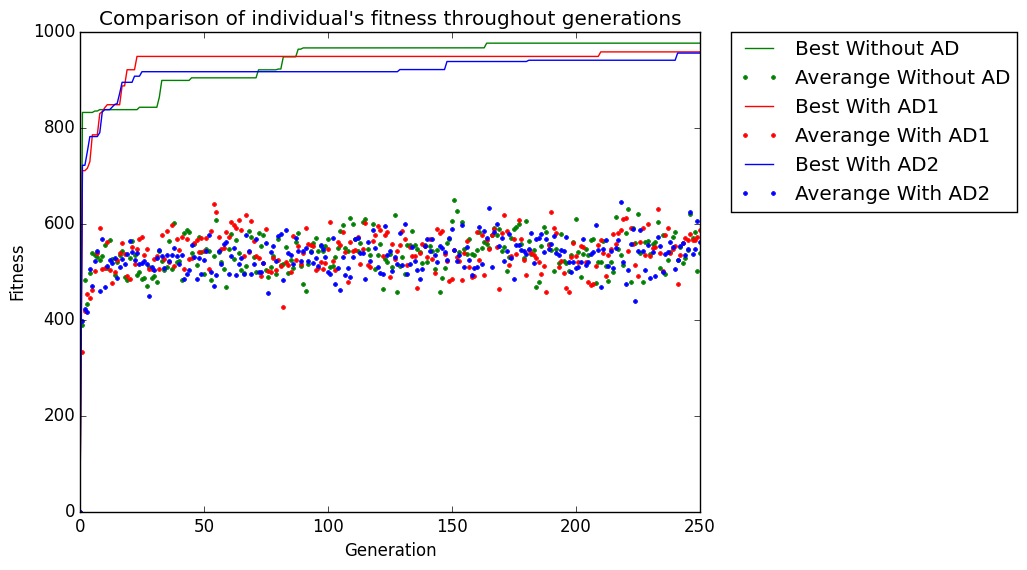 Comparison of individual's fitness throughout generations
1000
800
600
400
200
0
Fitness
0 50 100 150 200 250
Generation
Best Without AD
Averange Without AD
Best With AD1
Averange With AD1
Best With AD2
Averange With AD2